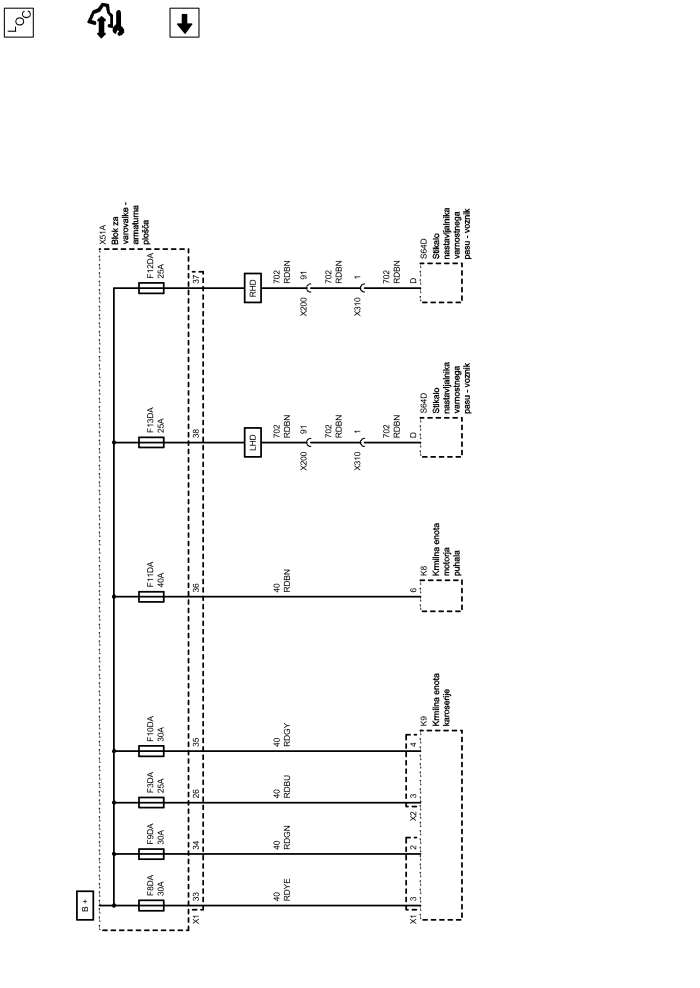 LOC
B +
X51A
Blok za
varovalke -
armaturna
plošča
F8DA
30A
F9DA
30A
F3DA
25A
F10DA
30A
F11DA
40A
F13DA
25A
F12DA
25A
X1
33
34
26
35
36
38
37
LHD
RHD
40
RDYE
40
RDGN
40
RDBU
40
RDGY
40
RDBN
702
RDBN
X200
91
702
RDBN
X310
1
702
RDBN
D
702
RDBN
X200
91
702
RDBN
X310
1
702
RDBN
D
X1
3
2
X2
3
4
6
K9
Krmilna enota
karoserije
K8
Krmilna enota
motorja
puhala
S64D
Stikalo
nastavljalnika
varnostnega
pasu - voznik
S64D
Stikalo
nastavljalnika
varnostnega
pasu - voznik